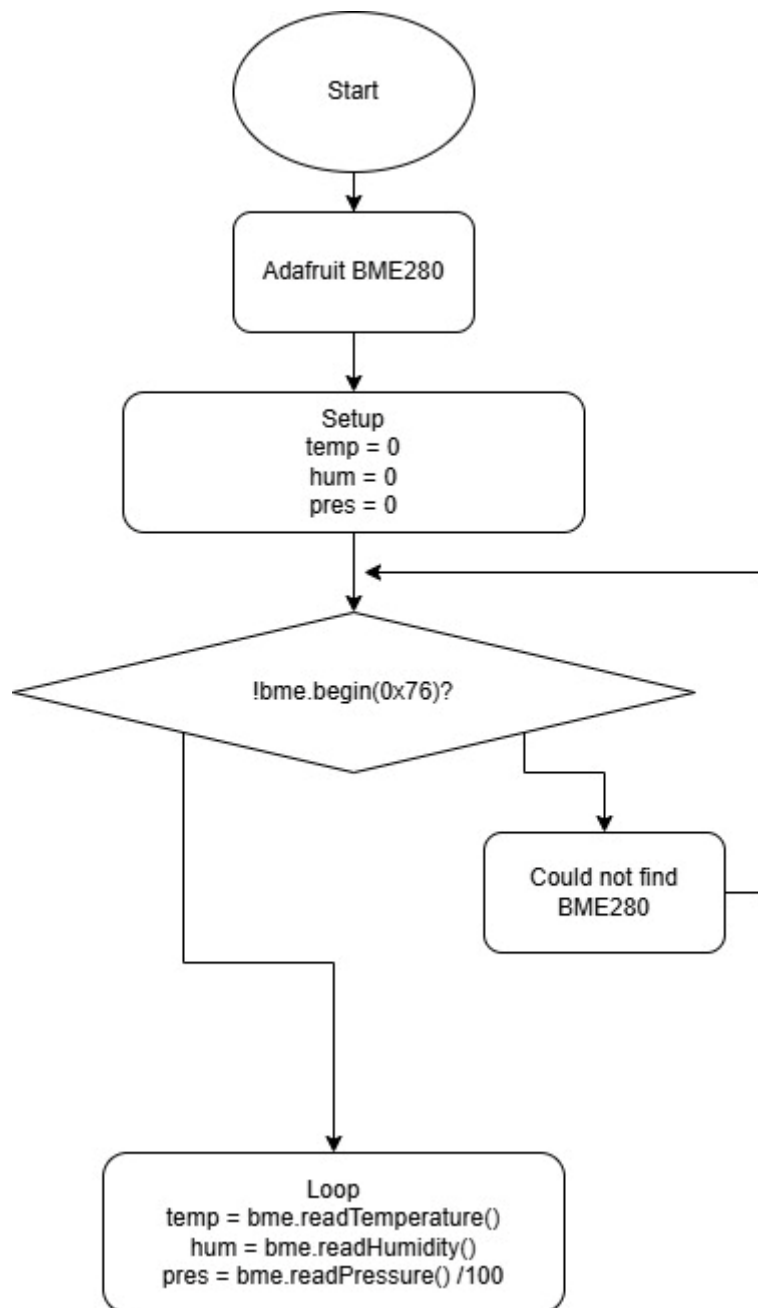 Start
Adafruit BME280
Setup
temp = 0
hum = 0
pres = 0
!bme.begin(0x76)?
Could not find
BME280
Loop
temp = bme.readTemperature()
hum = bme.readHumidity()
pres = bme.readPressure() /100